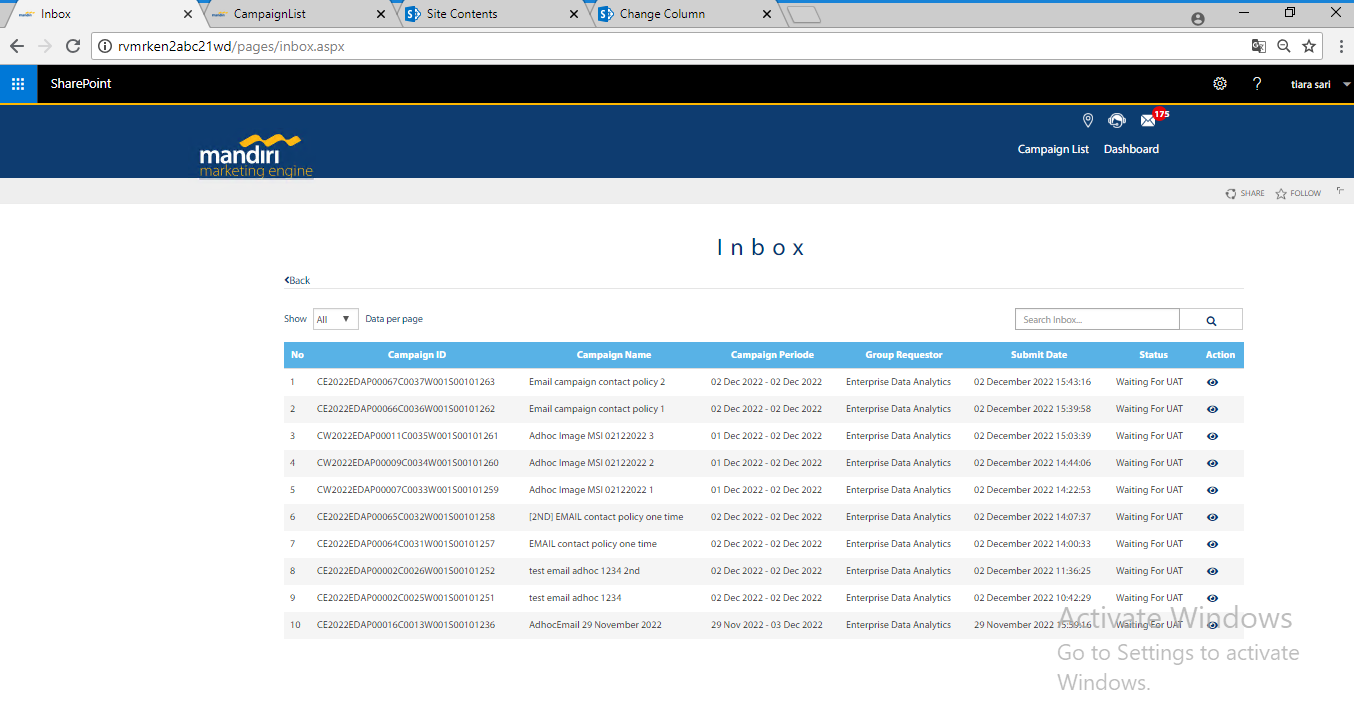 Inbox CampaignList Site Contents Change Column
rvmrken2abc21wd/pages/inbox.aspx
SharePoint ? tiara sari
175
mandiri
marketing engine
Campaign List Dashboard
SHARE FOLLOW
Inbox
Back
Show All Data per page Search Inbox...
No Campaign ID Campaign Name Campaign Periode Group Requestor Submit Date Status Action
1 CE2022EDAP00067C0037W001S00101263 Email campaign contact policy 2 02 Dec 2022 - 02 Dec 2022 Enterprise Data Analytics 02 December 2022 15:43:16 Waiting For UAT
2 CE2022EDAP00066C0036W001S00101262 Email campaign contact policy 1 02 Dec 2022 - 02 Dec 2022 Enterprise Data Analytics 02 December 2022 15:39:58 Waiting For UAT
3 CW2022EDAP00011C0035W001S00101261 Adhoc Image MSI 02122022 3 01 Dec 2022 - 02 Dec 2022 Enterprise Data Analytics 02 December 2022 15:03:39 Waiting For UAT
4 CW2022EDAP00009C0034W001S00101260 Adhoc Image MSI 02122022 2 01 Dec 2022 - 02 Dec 2022 Enterprise Data Analytics 02 December 2022 14:44:06 Waiting For UAT
5 CW2022EDAP00007C0033W001S00101259 Adhoc Image MSI 02122022 1 01 Dec 2022 - 02 Dec 2022 Enterprise Data Analytics 02 December 2022 14:22:53 Waiting For UAT
6 CE2022EDAP00065C0032W001S00101258 [2ND] EMAIL contact policy one time 02 Dec 2022 - 02 Dec 2022 Enterprise Data Analytics 02 December 2022 14:07:37 Waiting For UAT
7 CE2022EDAP00064C0031W001S00101257 EMAIL contact policy one time 02 Dec 2022 - 02 Dec 2022 Enterprise Data Analytics 02 December 2022 14:00:33 Waiting For UAT
8 CE2022EDAP00002C0026W001S00101252 test email adhoc 1234 2nd 02 Dec 2022 - 02 Dec 2022 Enterprise Data Analytics 02 December 2022 11:36:25 Waiting For UAT
9 CE2022EDAP00002C0025W001S00101251 test email adhoc 1234 02 Dec 2022 - 02 Dec 2022 Enterprise Data Analytics 02 December 2022 10:42:29 Waiting For UAT
10 CE2022EDAP00016C0013W001S00101236 AdhocEmail 29 November 2022 29 Nov 2022 - 03 Dec 2022 Enterprise Data Analytics 29 November 2022 15:39:16 Waiting For UAT
Activate Windows
Go to Settings to activate
Windows.